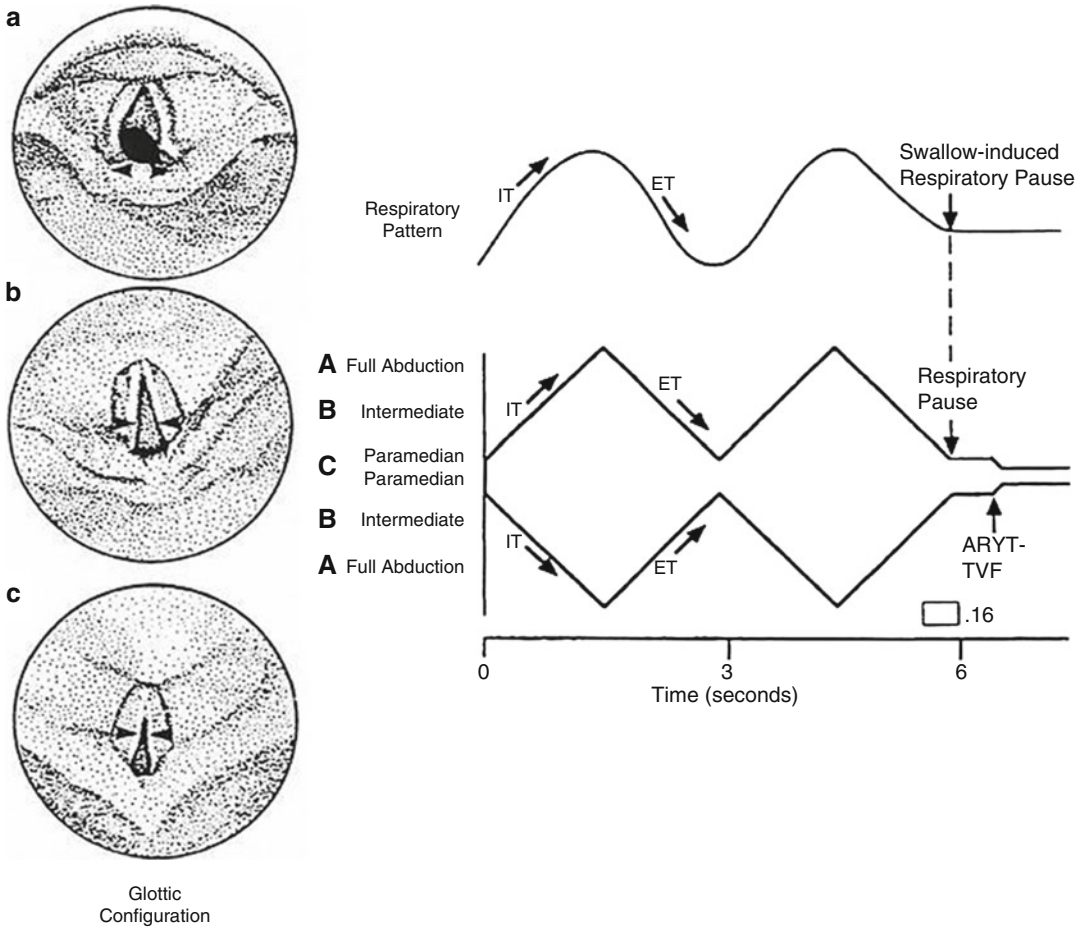 a
b
c
Glottic
Configuration
Respiratory
Pattern
IT
ET
Swallow-induced
Respiratory Pause
A Full Abduction
B Intermediate
C Paramedian
Paramedian
B Intermediate
A Full Abduction
IT
ET
IT
ET
Respiratory
Pause
ARYT-
TVF
.16
0
3
6
Time (seconds)